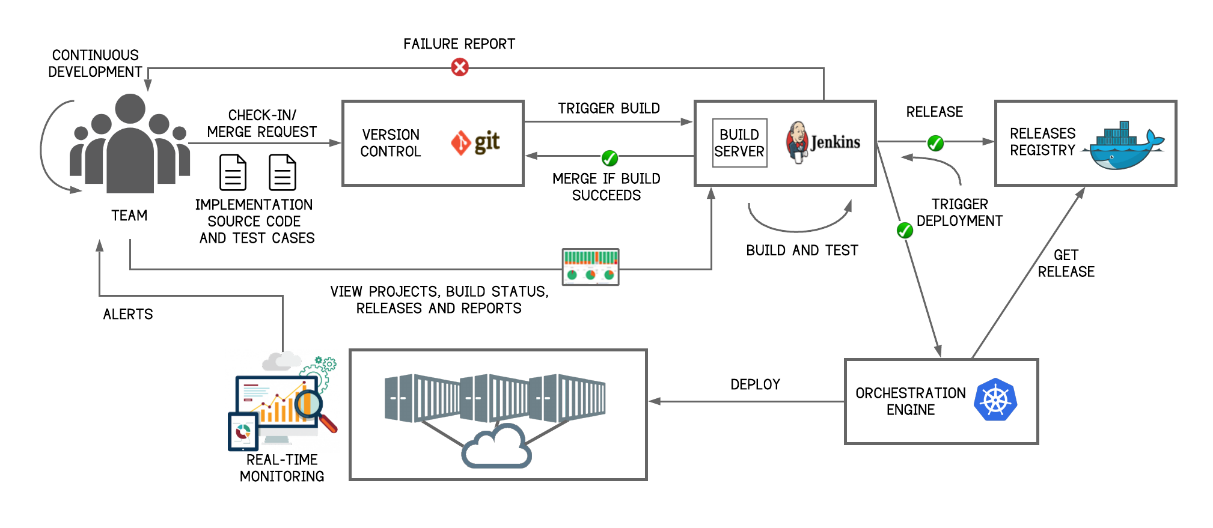 FAILURE REPORT
CONTINUOUS
DEVELOPMENT
CHECK-IN/
MERGE REQUEST
VERSION
CONTROL
git
TRIGGER BUILD
MERGE IF BUILD
SUCCEEDS
BUILD
SERVER
Jenkins
RELEASE
RELEASES
REGISTRY
TEAM
IMPLEMENTATION
SOURCE CODE
AND TEST CASES
BUILD AND TEST
TRIGGER
DEPLOYMENT
GET
RELEASE
VIEW PROJECTS, BUILD STATUS,
RELEASES AND REPORTS
ALERTS
DEPLOY
ORCHESTRATION
ENGINE
REAL-TIME
MONITORING